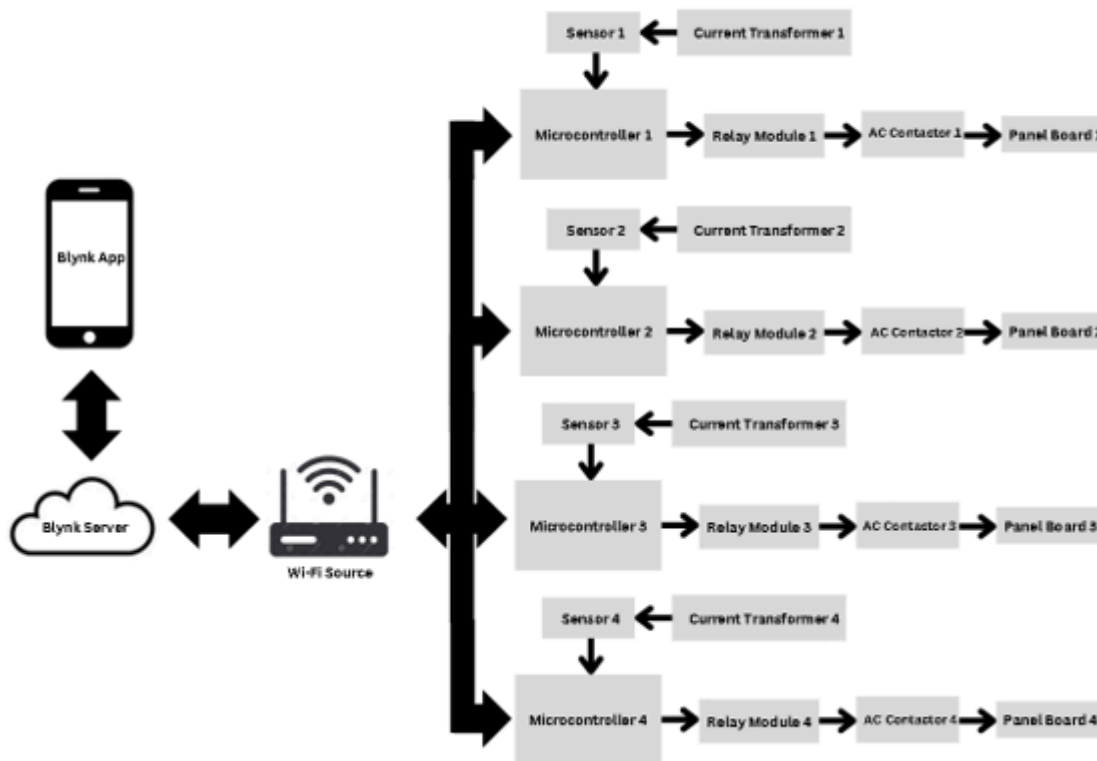 Sensor 1
Current Transformer 1
Microcontroller 1
Relay Module 1
AC Contactor 1
Panel Board
Sensor 2
Current Transformer 2
Blynk App
Microcontroller 2
Relay Module 2
AC Contactor 2
Panel Board 2
Sensor 3
Current Transformer 3
Blynk Server
Microcontroller 3
Relay Module 3
AC Contactor 3
Panel Board 3
Wi-Fi Source
Sensor 4
Current Transformer 4
Microcontroller 4
Relay Module 4
AC Contactor 4
Panel Board 4